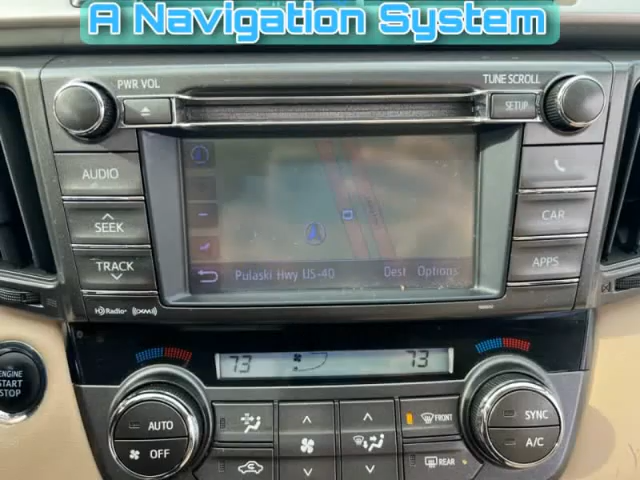 A Navigation System
PWR VOL
TUNE SCROLL
SETUP
AUDIO
SEEK
CAR
TRACK
APPS
Pulaski Hwy US-40
Dest
Options
HD Radio
((XM))
73
73
ENGINE
START
STOP
AUTO
OFF
FRONT
REAR
SYNC
A/C